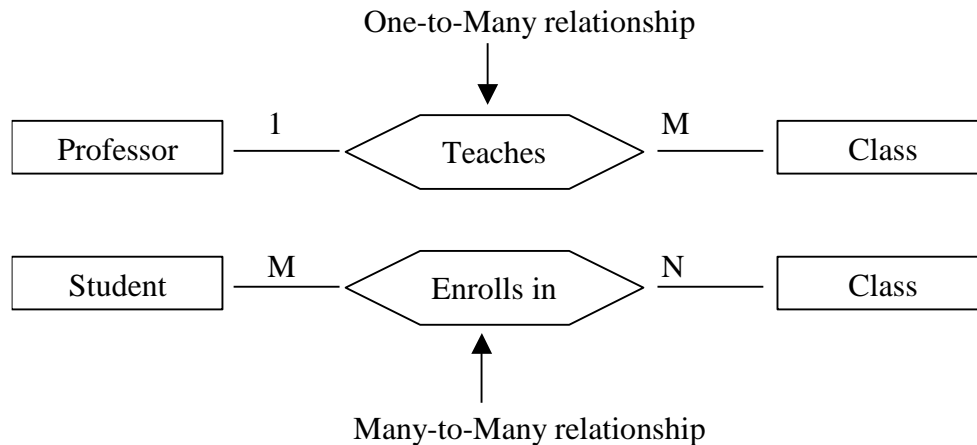 One-to-Many relationship
Professor 1 Teaches M Class
Student M Enrolls in N Class
Many-to-Many relationship